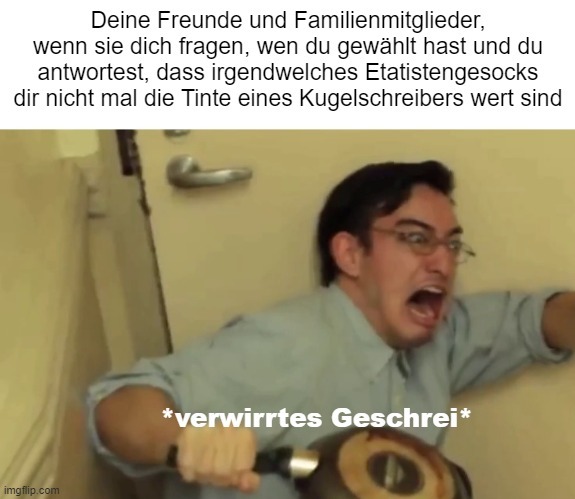 Deine Freunde und Familienmitglieder,
wenn sie dich fragen, wen du gewählt hast und du
antwortest, dass irgendwelches Etatistengesocks
dir nicht mal die Tinte eines Kugelschreibers wert sind
*verwirrtes Geschrei*
imgflip.com